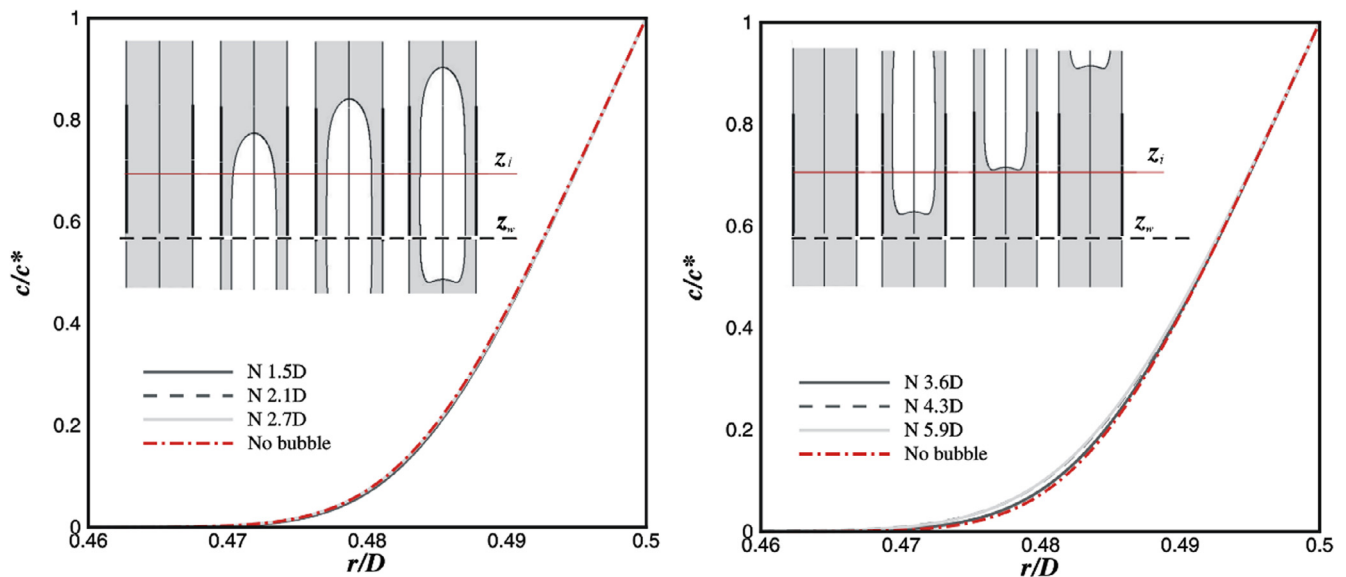 1
0.8
0.6
0.4
0.2
0
c/c*
z_i
z_w
N 1.5D
N 2.1D
N 2.7D
No bubble
0.46
0.47
0.48
0.49
0.5
r/D
1
0.8
0.6
0.4
0.2
0
c/c*
z_i
z_w
N 3.6D
N 4.3D
N 5.9D
No bubble
0.46
0.47
0.48
0.49
0.5
r/D